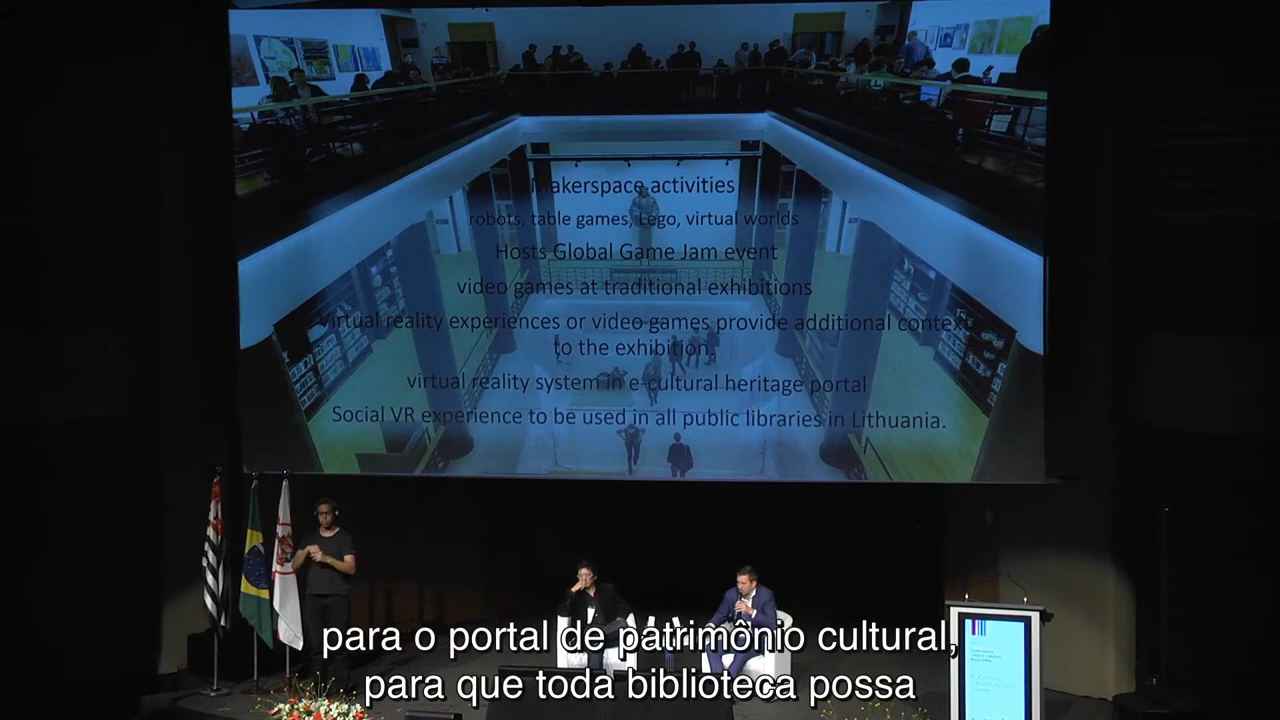 Makerspace activities
robots, table games, Lego, virtual worlds
Hosts Global Game Jam event
video games at traditional exhibitions
Virtual reality experiences or video games provide additional context
to the exhibition.
virtual reality system in e-cultural heritage portal
Social VR experience to be used in all public libraries in Lithuania.
para o portal de patrimônio cultural,
para que toda biblioteca possa